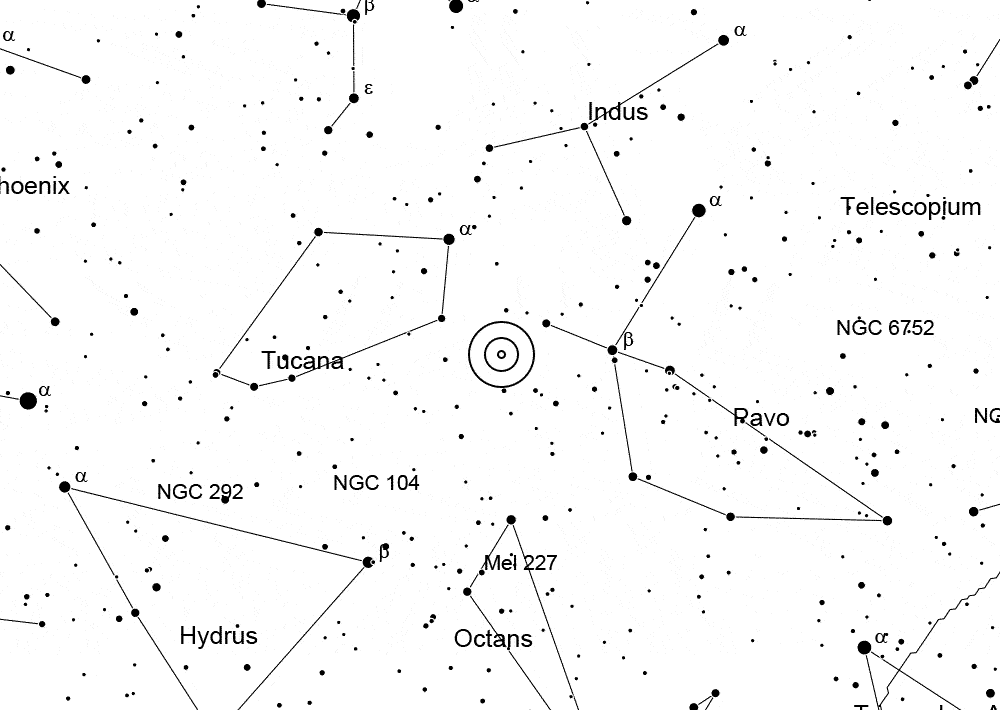 β
α
α
α
ε
Indus
hoenix
α
Telescopium
α
NGC 6752
β
Tucana
α
Pavo
NG
α
NGC 292
NGC 104
β
Mel 227
Hydrus
Octans
α